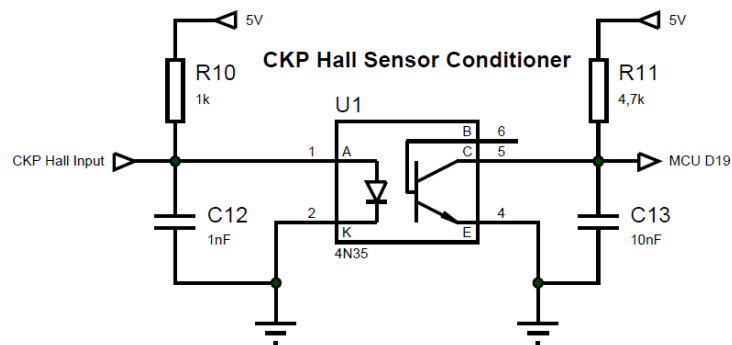 5V
5V
CKP Hall Sensor Conditioner
R10
1k
R11
4,7k
U1
B 6
CKP Hall Input
1 A
C 5
MCU D19
C12
1nF
2
K
4
E
C13
10nF
4N35